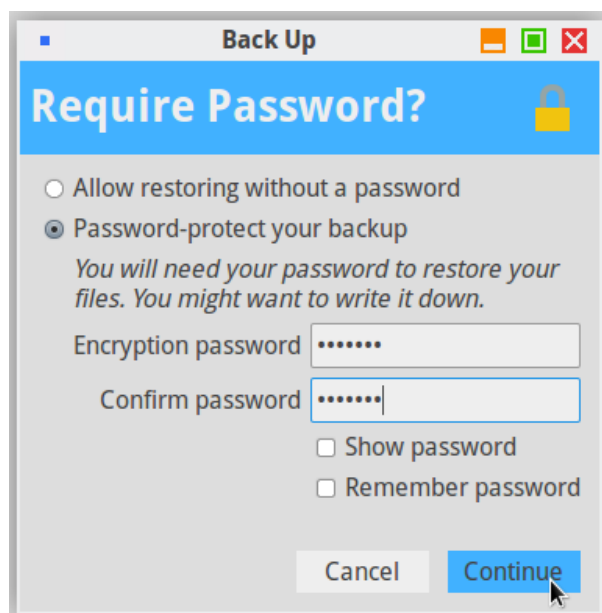 Back Up
Require Password?
Allow restoring without a password
Password-protect your backup
You will need your password to restore your
files. You might want to write it down.
Encryption password •••••••
Confirm password •••••••
Show password
Remember password
Cancel Continue